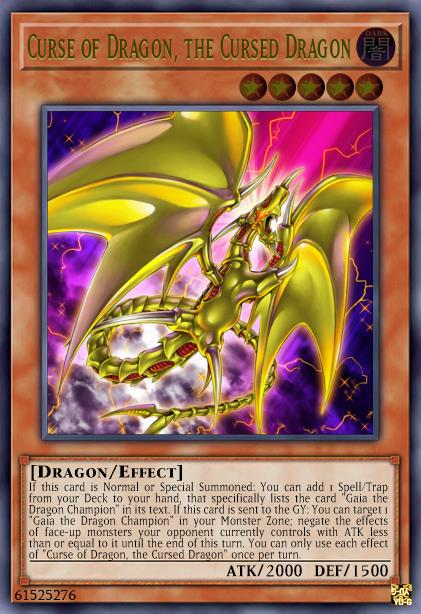 CURSE OF DRAGON, THE CURSED DRAGON
DARK
闇
[DRAGON/EFFECT]
If this card is Normal or Special Summoned: You can add 1 Spell/Trap
from your Deck to your hand, that specifically lists the card "Gaia the
Dragon Champion" in its text. If this card is sent to the GY: You can target 1
"Gaia the Dragon Champion" in your Monster Zone; negate the effects
of face-up monsters your opponent currently controls with ATK less
than or equal to it until the end of this turn. You can only use each effect
of "Curse of Dragon, the Cursed Dragon" once per turn.
ATK/2000 DEF/1500
61525276